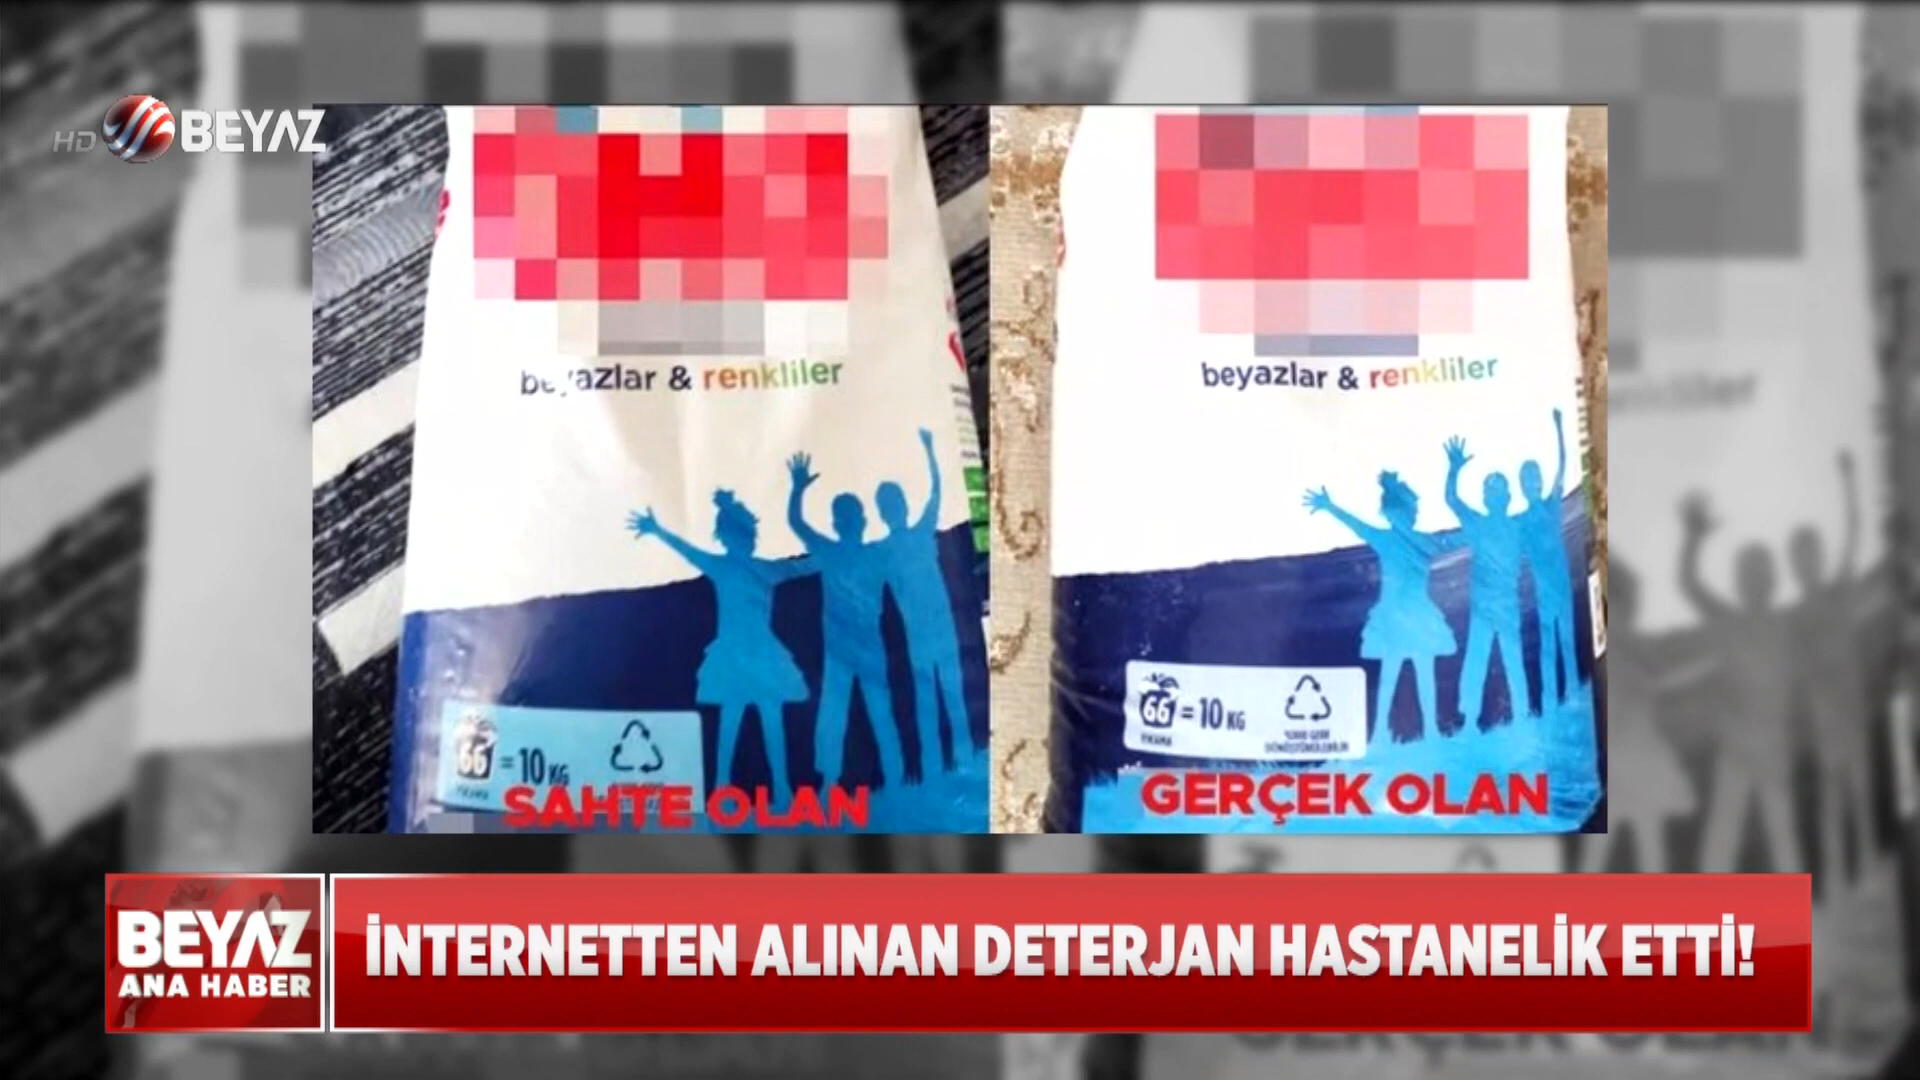 HD BEYAZ
beyazlar & renkliler
66 = 10 KG
SAHTE OLAN
beyazlar & renkliler
66 = 10 KG
YIKAMA
GERÇEK OLAN
BEYAZ
ANA HABER
İNTERNETTEN ALINAN DETERJAN HASTANELİK ETTİ!